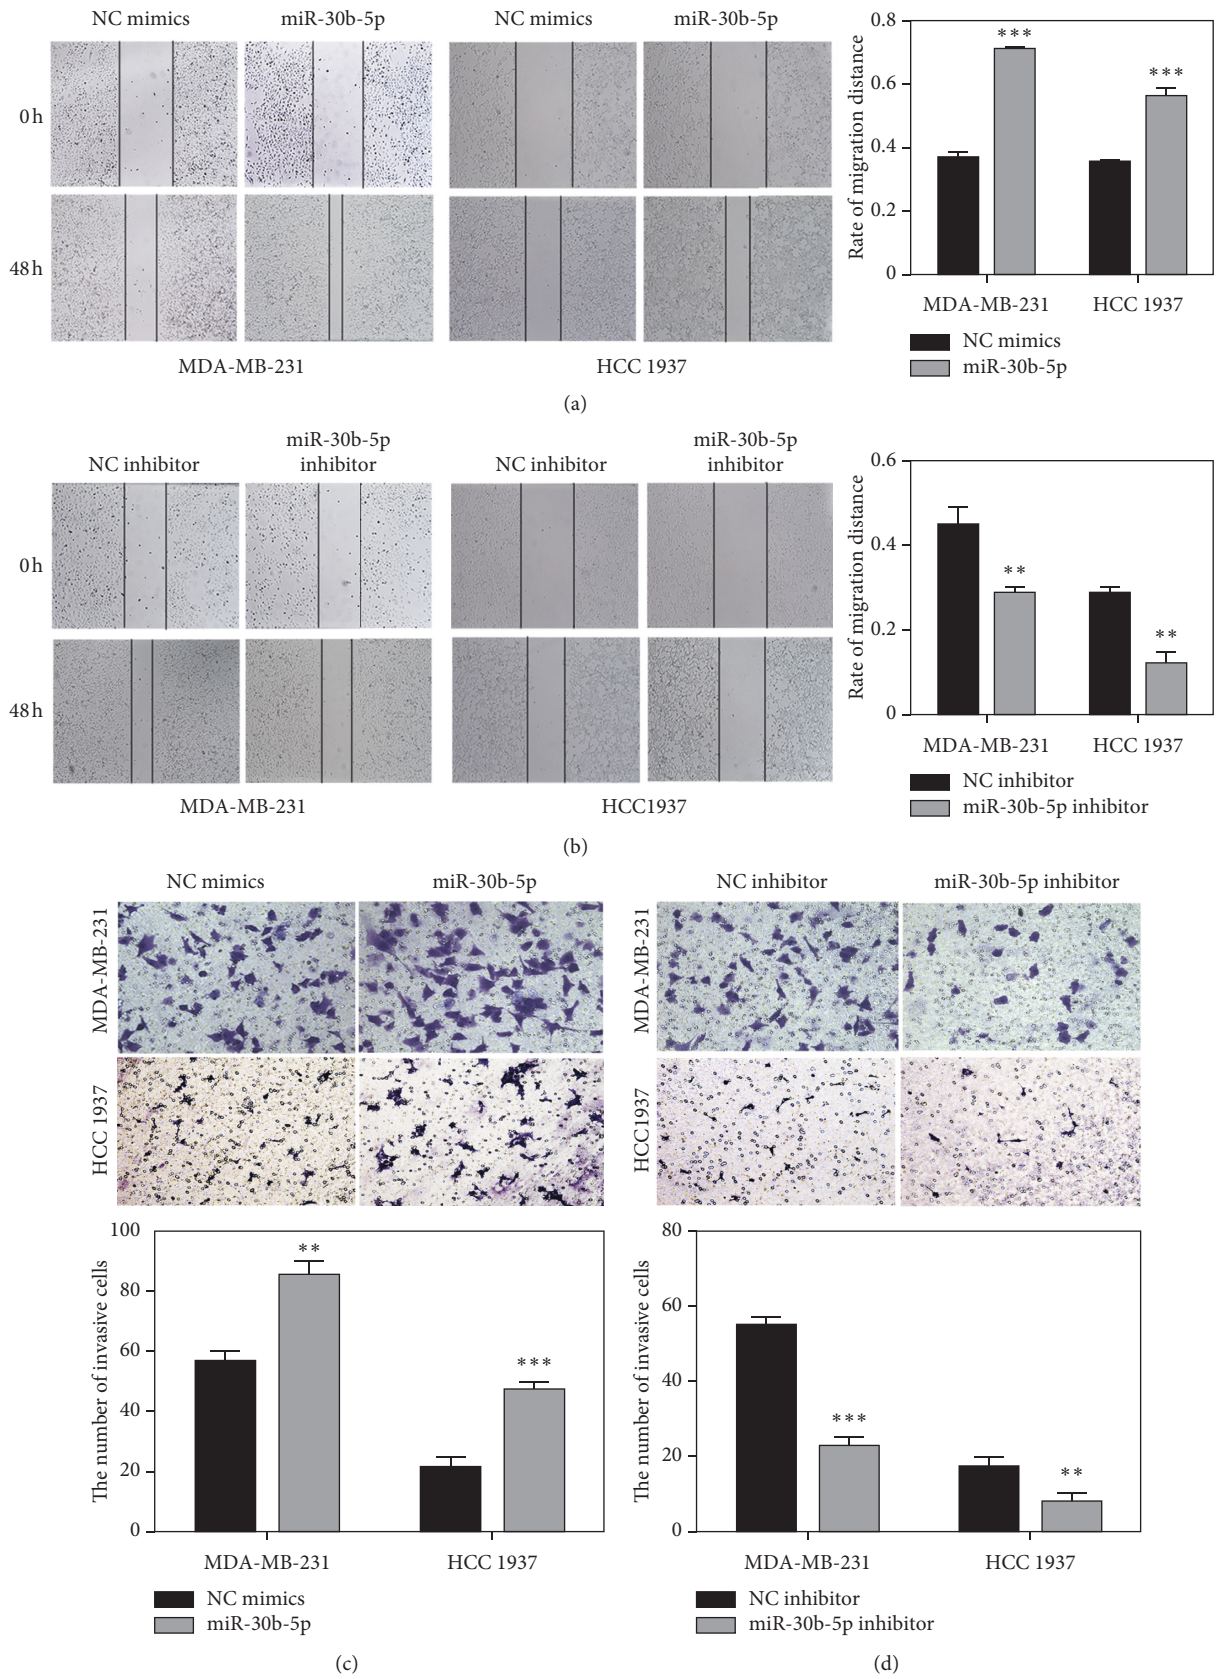 NC mimics miR-30b-5p NC mimics miR-30b-5p
0 h
48 h
MDA-MB-231 HCC 1937
Rate of migration distance
0.8
0.6
0.4
0.2
0
***
***
MDA-MB-231 HCC 1937
NC mimics
miR-30b-5p
(a)
NC inhibitor miR-30b-5p inhibitor NC inhibitor miR-30b-5p inhibitor
0 h
48 h
MDA-MB-231 HCC1937
Rate of migration distance
0.6
0.4
0.2
0
**
**
MDA-MB-231 HCC 1937
NC inhibitor
miR-30b-5p inhibitor
(b)
NC mimics miR-30b-5p
MDA-MB-231
HCC 1937
The number of invasive cells
100
80
60
40
20
0
**
***
MDA-MB-231 HCC 1937
NC mimics
miR-30b-5p
(c)
NC inhibitor miR-30b-5p inhibitor
MDA-MB-231
HCC1937
The number of invasive cells
80
60
40
20
0
***
**
MDA-MB-231 HCC 1937
NC inhibitor
miR-30b-5p inhibitor
(d)